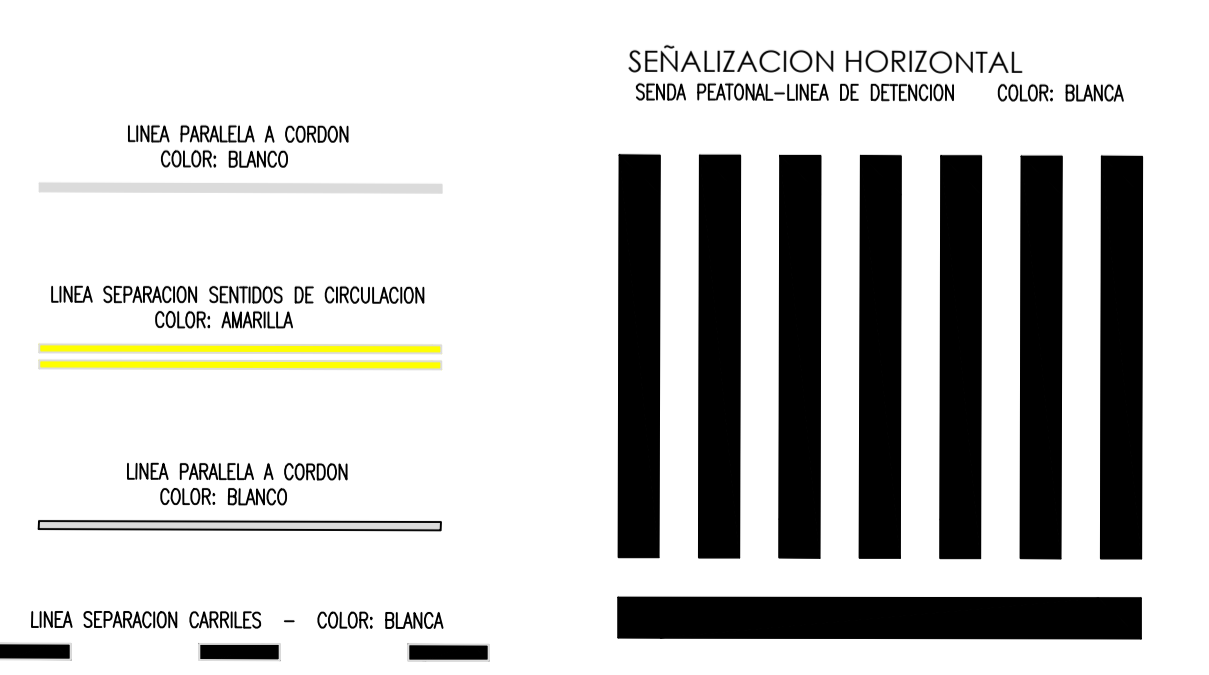 SEÑALIZACION HORIZONTAL
SENDA PEATONAL-LINEA DE DETENCION COLOR: BLANCA
LINEA PARALELA A CORDON
COLOR: BLANCO
LINEA SEPARACION SENTIDOS DE CIRCULACION
COLOR: AMARILLA
LINEA PARALELA A CORDON
COLOR: BLANCO
LINEA SEPARACION CARRILES - COLOR: BLANCA